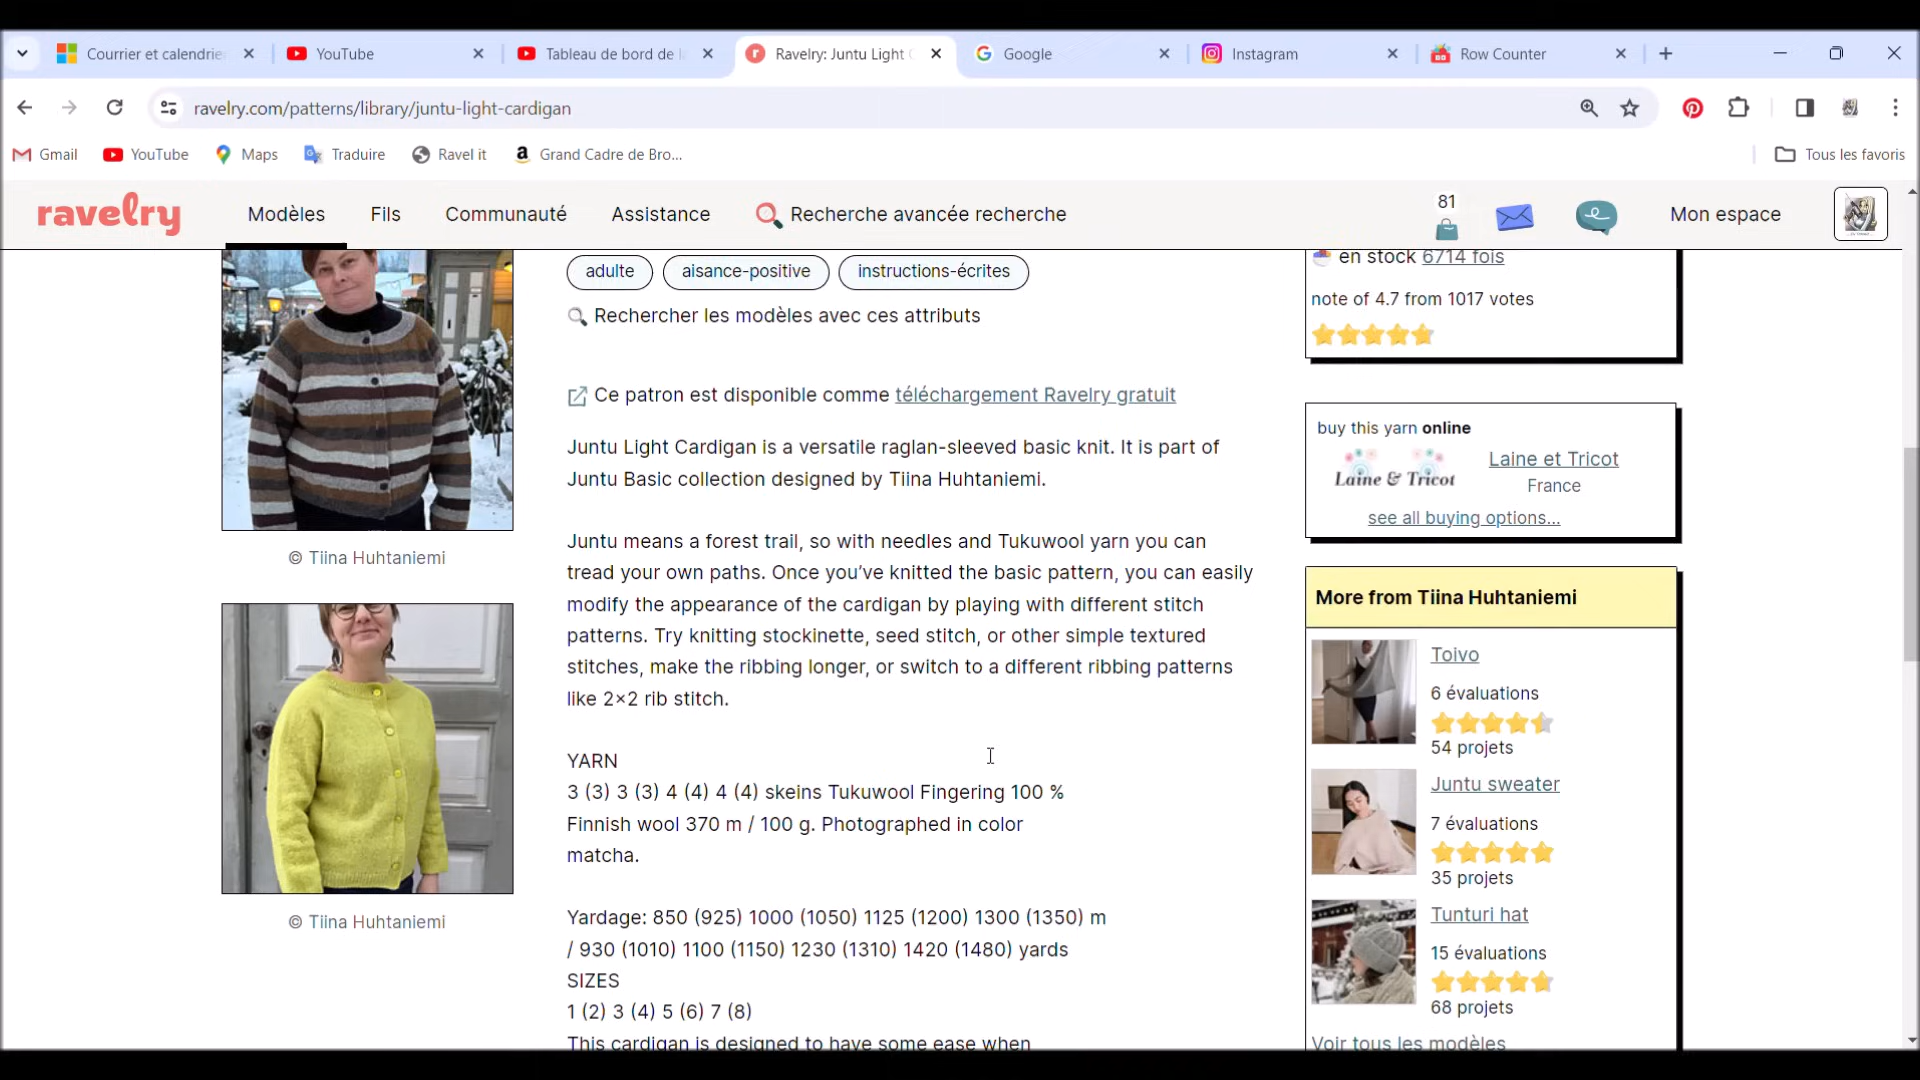 Courrier et calendrier
YouTube
Tableau de bord de l
Ravelry: Juntu Light C
Google
Instagram
Row Counter
ravelry.com/patterns/library/juntu-light-cardigan
Gmail
YouTube
Maps
Traduire
Ravel it
Grand Cadre de Bro...
Tous les favoris
ravelry
Modèles
Fils
Communauté
Assistance
Recherche avancée recherche
81
Mon espace
adulte
aisance-positive
instructions-écrites
Rechercher les modèles avec ces attributs
Ce patron est disponible comme téléchargement Ravelry gratuit
Juntu Light Cardigan is a versatile raglan-sleeved basic knit. It is part of
Juntu Basic collection designed by Tiina Huhtaniemi.
Juntu means a forest trail, so with needles and Tukuwool yarn you can
tread your own paths. Once you’ve knitted the basic pattern, you can easily
modify the appearance of the cardigan by playing with different stitch
patterns. Try knitting stockinette, seed stitch, or other simple textured
stitches, make the ribbing longer, or switch to a different ribbing patterns
like 2×2 rib stitch.
YARN
3 (3) 3 (3) 4 (4) 4 (4) skeins Tukuwool Fingering 100 %
Finnish wool 370 m / 100 g. Photographed in color
matcha.
Yardage: 850 (925) 1000 (1050) 1125 (1200) 1300 (1350) m
/ 930 (1010) 1100 (1150) 1230 (1310) 1420 (1480) yards
SIZES
1 (2) 3 (4) 5 (6) 7 (8)
This cardigan is designed to have some ease when
© Tiina Huhtaniemi
© Tiina Huhtaniemi
en stock 6714 fois
note of 4.7 from 1017 votes
buy this yarn online
Laine & Tricot
Laine et Tricot
France
see all buying options...
More from Tiina Huhtaniemi
Toivo
6 évaluations
54 projets
Juntu sweater
7 évaluations
35 projets
Tunturi hat
15 évaluations
68 projets
Voir tous les modèles